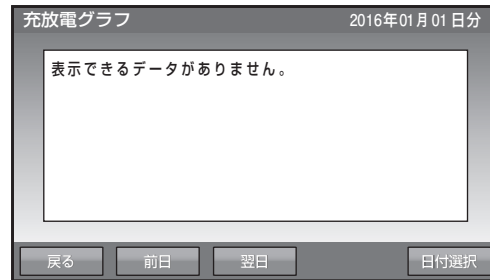 充放電グラフ 2016年01月01日分
表示できるデータがありません。
戻る 前日 翌日 日付選択